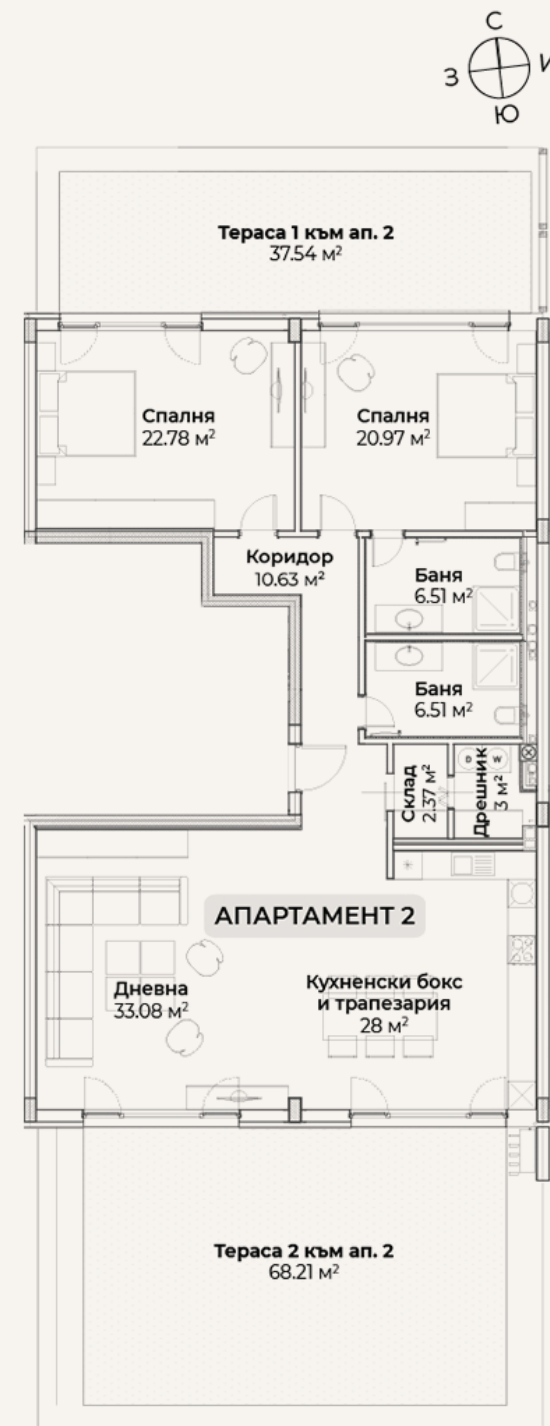 С
З
И
Ю
Тераса 1 към ап. 2
37.54 м²
Спалня
22.78 м²
Спалня
20.97 м²
Коридор
10.63 м²
Баня
6.51 м²
Баня
6.51 м²
Склад
2.37 м²
Дрешник
3 м²
D W
АПАРТАМЕНТ 2
Дневна
33.08 м²
Кухненски бокс
и трапезария
28 м²
Тераса 2 към ап. 2
68.21 м²